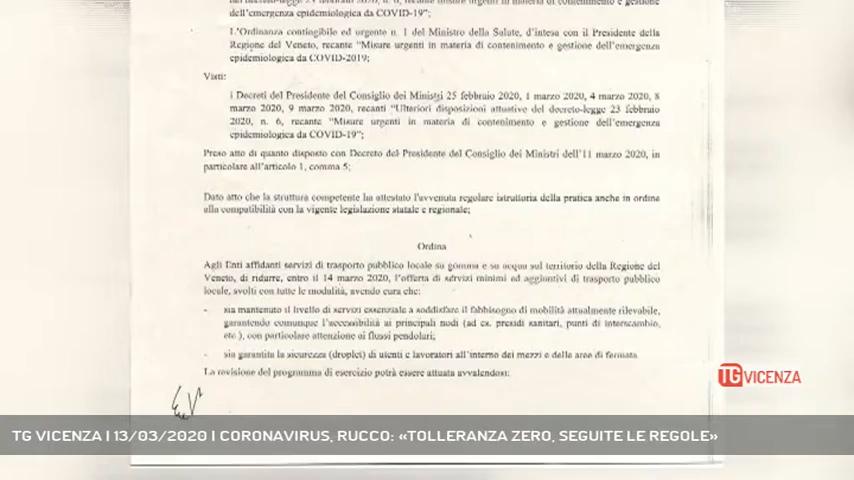 dell'emergenza epidemiologica da COVID-19";
L'Ordinanza contingibile ed urgente n. 1 del Ministro della Salute, d'intesa con il Presidente della
Regione del Veneto, recante "Misure urgenti in materia di contenimento e gestione dell'emergenza
epidemiologica da COVID-2019;
Visti:
i Decreti del Presidente del Consiglio dei Ministri 25 febbraio 2020, 1 marzo 2020, 4 marzo 2020, 8
marzo 2020, 9 marzo 2020, recanti "Ulteriori disposizioni attuative del decreto-legge 23 febbraio
2020, n. 6, recante "Misure urgenti in materia di contenimento e gestione dell'emergenza
epidemiologica da COVID-19";
Preso atto di quanto disposto con Decreto del Presidente del Consiglio dei Ministri dell'11 marzo 2020, in
particolare all'articolo 1, comma 5;
Dato atto che la struttura competente ha attestato l'avvenuta regolare istruttoria della pratica anche in ordine
alla compatibilità con la vigente legislazione statale e regionale;
Ordina
Agli Enti affidanti servizi di trasporto pubblico locale su gomma e su acqua sul territorio della Regione del
Veneto, di ridurre, entro il 14 marzo 2020, l'offerta di servizi minimi ed aggiuntivi di trasporto pubblico
locale, svolti con tutte le modalità, avendo cura che:
- sia mantenuto il livello di servizi essenziale a soddisfare il fabbisogno di mobilità attualmente rilevabile,
garantendo comunque l'accessibilità ai principali nodi (ad es. presidi sanitari, punti di interscambio,
etc.), con particolare attenzione ai flussi pendolari;
- sia garantita la sicurezza (droplet) di utenti e lavoratori all'interno dei mezzi e delle aree di fermata.
La revisione del programma di esercizio potrà essere attuata avvalendosi:
TG VICENZA
TG VICENZA | 13/03/2020 | CORONAVIRUS, RUCCO: «TOLLERANZA ZERO, SEGUITE LE REGOLE»